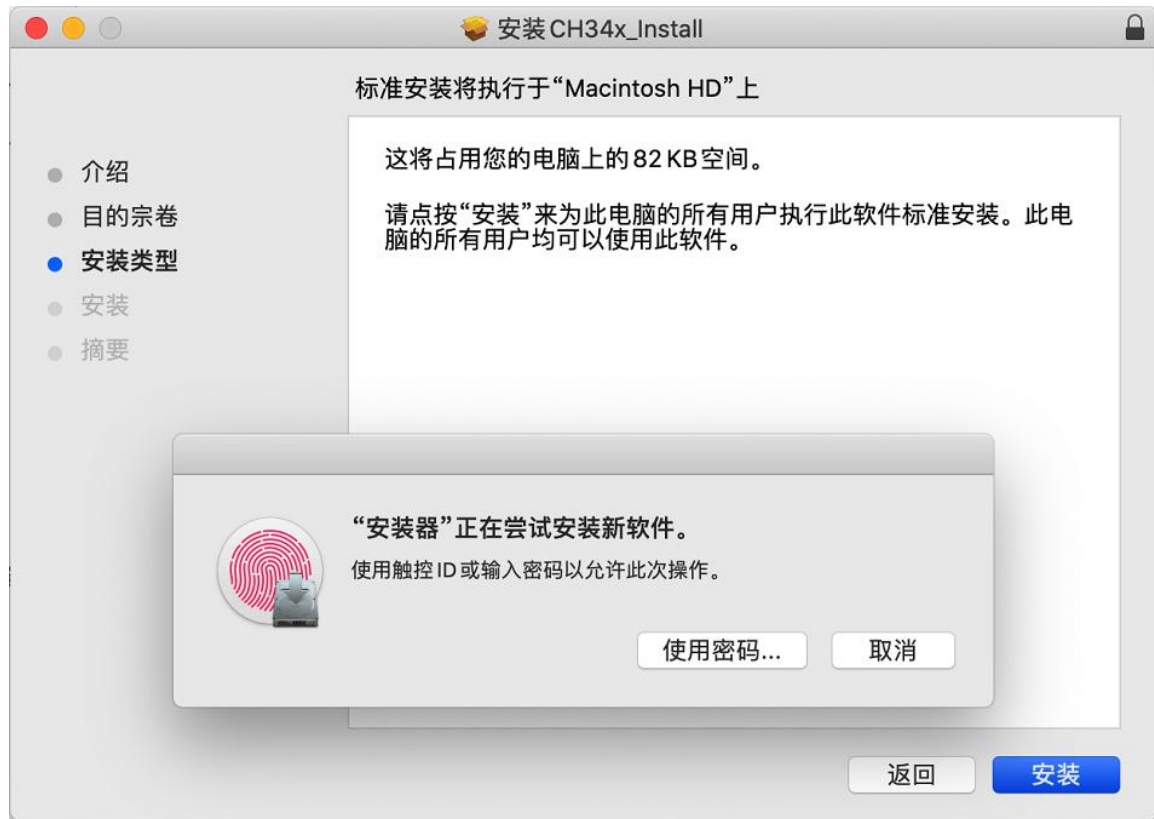 安装CH34x_Install
标准安装将执行于“Macintosh HD”上
介绍
目的宗卷
安装类型
安装
摘要
这将占用您的电脑上的82 KB空间。
请点按“安装”来为此电脑的所有用户执行此软件标准安装。此电
脑的所有用户均可以使用此软件。
“安装器”正在尝试安装新软件。
使用触控ID或输入密码以允许此次操作。
使用密码...
取消
返回
安装